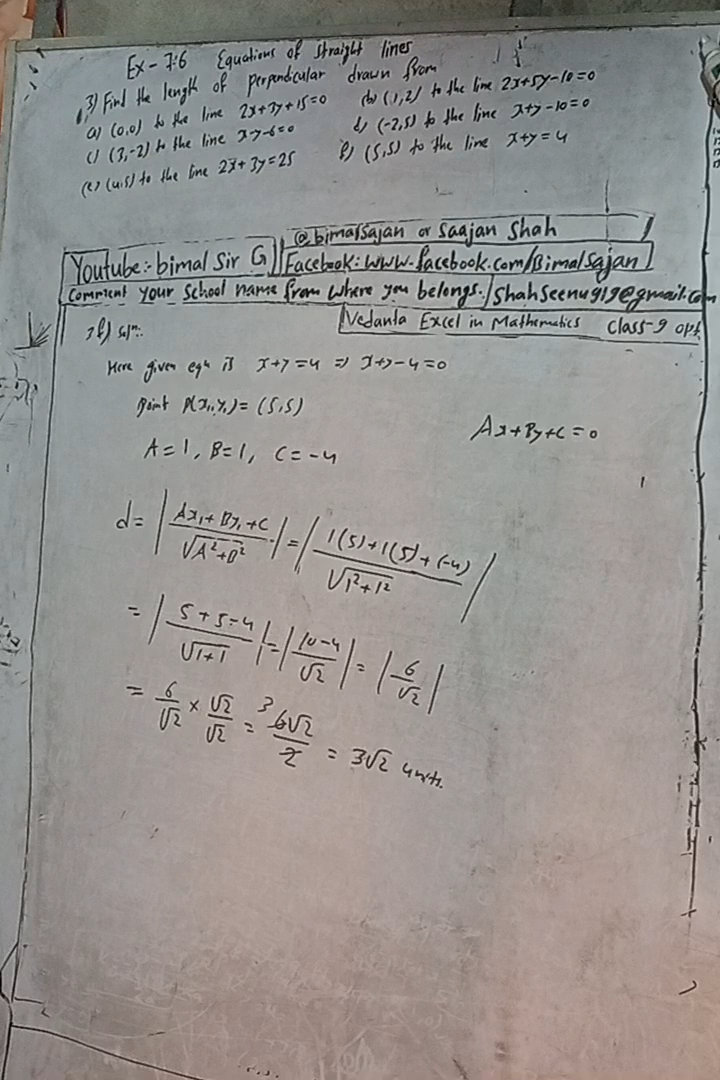 Ex - 7.6 Equations of straight lines
3) Find the length of perpendicular drawn from
a) (0,0) to the line 2x+3y+15=0 (b) (1,2) to the line 2x+5y-10=0
c) (3,-2) to the line x-y-6=0 d) (-2,5) to the line x+y-10=0
(e) (4,5) to the line 2x+3y=25 f) (5,5) to the line x+y=4
@bimalsajan or Saajan Shah
Youtube:- bimal Sir G Facebook: www.facebook.com/Bimalsajan
Comment your School name from where you belongs. / Shahseenu919@gmail.com
Vedanta Excel in Mathematics Class-9 opt
3f) Solⁿ:
Here given eqn is x+y=4 => x+y-4=0
Point P(x₁,y₁) = (5,5)
Ax+By+C=0
A=1, B=1, C=-4
d= |Ax₁+By₁+C / √A²+B²| = |1(5)+1(5)+(-4) / √1²+1²|
= |5+5-4 / √1+1| = |10-4 / √2| = |6/√2|
= 6/√2 × √2/√2 = 3 6√2/2 = 3√2 units.